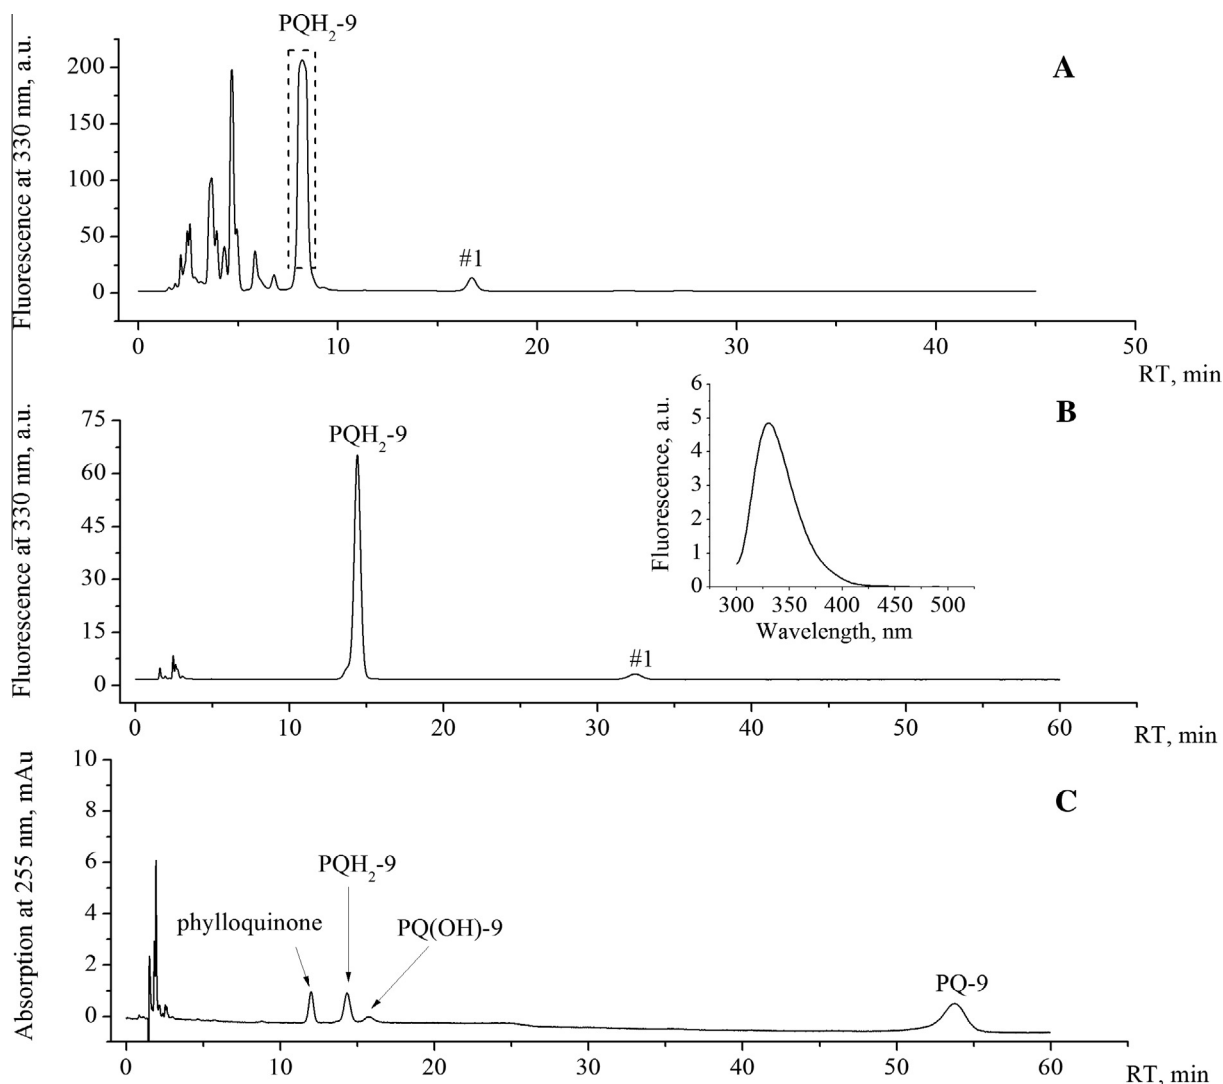 PQH₂-9
A
Fluorescence at 330 nm, a.u.
200
150
100
50
0
#1
0 10 20 30 40 50
RT, min
B
Fluorescence at 330 nm, a.u.
75
60
45
30
15
0
PQH₂-9
#1
0 10 20 30 40 50 60
RT, min
Fluorescence, a.u.
6
5
4
3
2
1
0
300 350 400 450 500
Wavelength, nm
C
Absorption at 255 nm, mAu
10
8
6
4
2
0
PQH₂-9
phylloquinone
PQ(OH)-9
PQ-9
0 10 20 30 40 50 60
RT, min